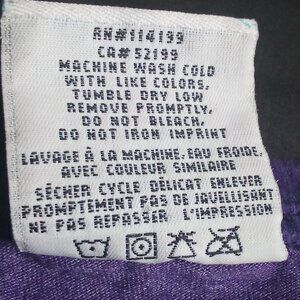 RN#114199
CA# 52199
MACHINE WASH COLD
WITH LIKE COLORS,
TUMBLE DRY LOW
REMOVE PROMPTLY,
DO NOT BLEACH,
DO NOT IRON IMPRINT
LAVAGE À LA MACHINE, EAU FROIDE,
AVEC COULEUR SIMILAIRE
SÉCHER CYCLE DÉLICAT ENLEVER
PROMPTEMENT PAS DE JAVELLISANT
NE PAS REPASSER L'IMPRESSION